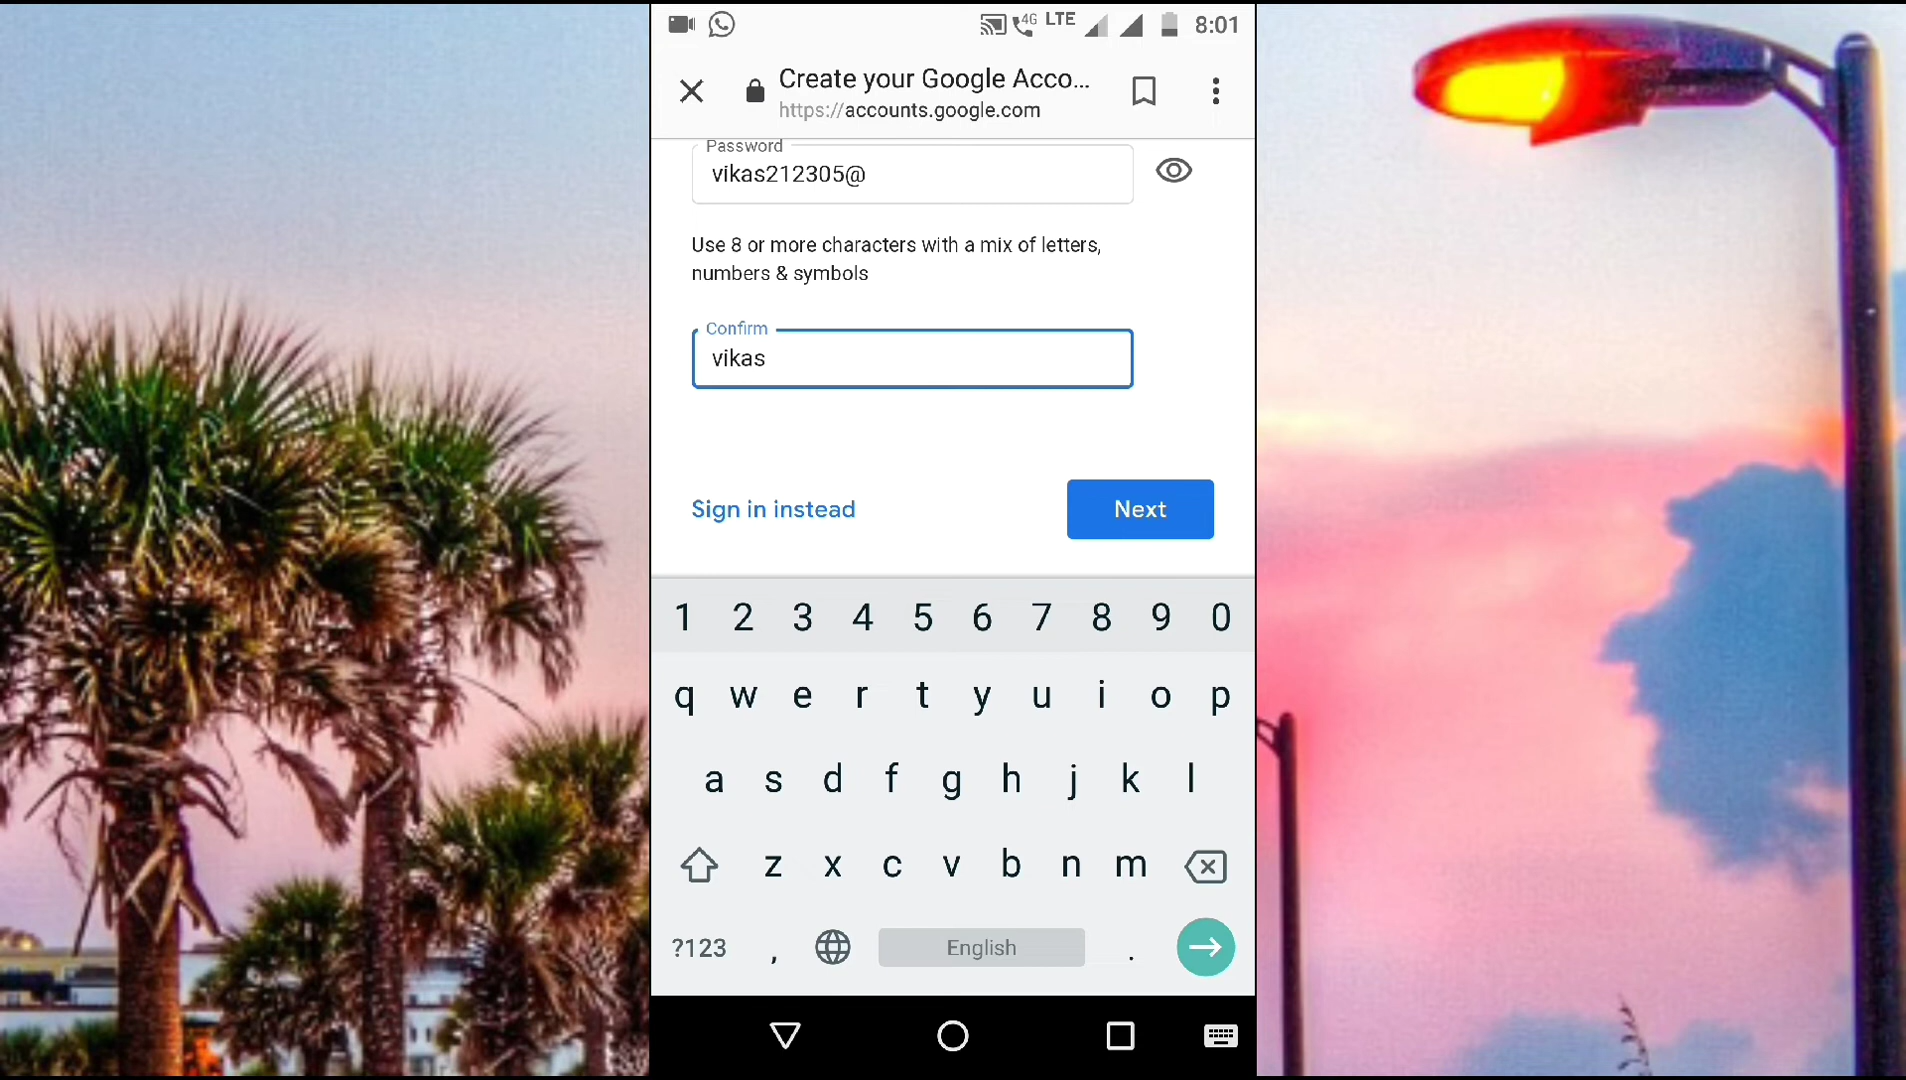 4G LTE 8:01
Create your Google Acco...
https://accounts.google.com
Password
vikas212305@
Use 8 or more characters with a mix of letters,
numbers & symbols
Confirm
vikas
Sign in instead
Next
1 2 3 4 5 6 7 8 9 0
q w e r t y u i o p
a s d f g h j k l
z x c v b n m
?123 , English .